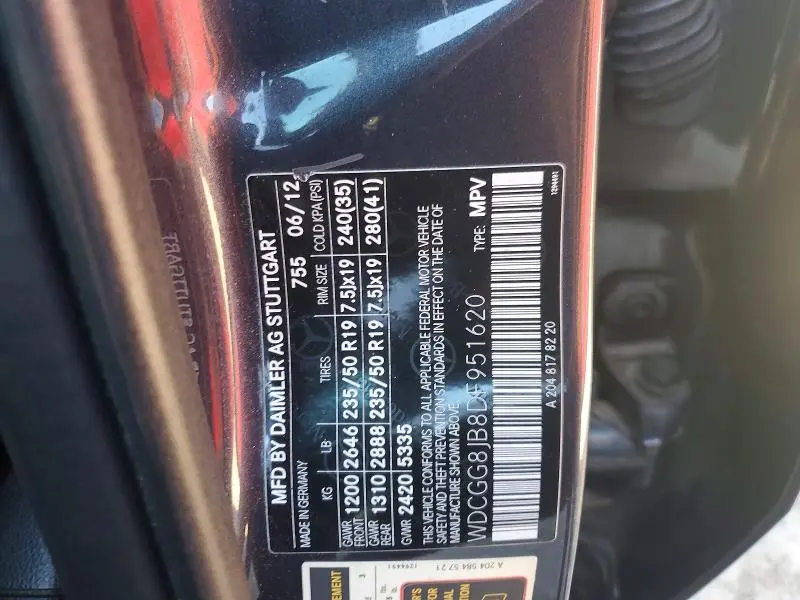 MFD BY DAIMLER AG STUTTGART
MADE IN GERMANY 755 06/12
KG LB TIRES RIM SIZE COLD KPA(PSI)
GAWR FRONT 1200 2646 235/50 R19 7.5Jx19 240(35)
GAWR REAR 1310 2888 235/50 R19 7.5Jx19 280(41)
GVWR 2420 5335
THIS VEHICLE CONFORMS TO ALL APPLICABLE FEDERAL MOTOR VEHICLE
SAFETY AND THEFT PREVENTION STANDARDS IN EFFECT ON THE DATE OF
MANUFACTURE SHOWN ABOVE.
WDCGG8JB8DF951620 TYPE: MPV
A 204 817 82 20
1294491
A 204 584 57 21
1294491